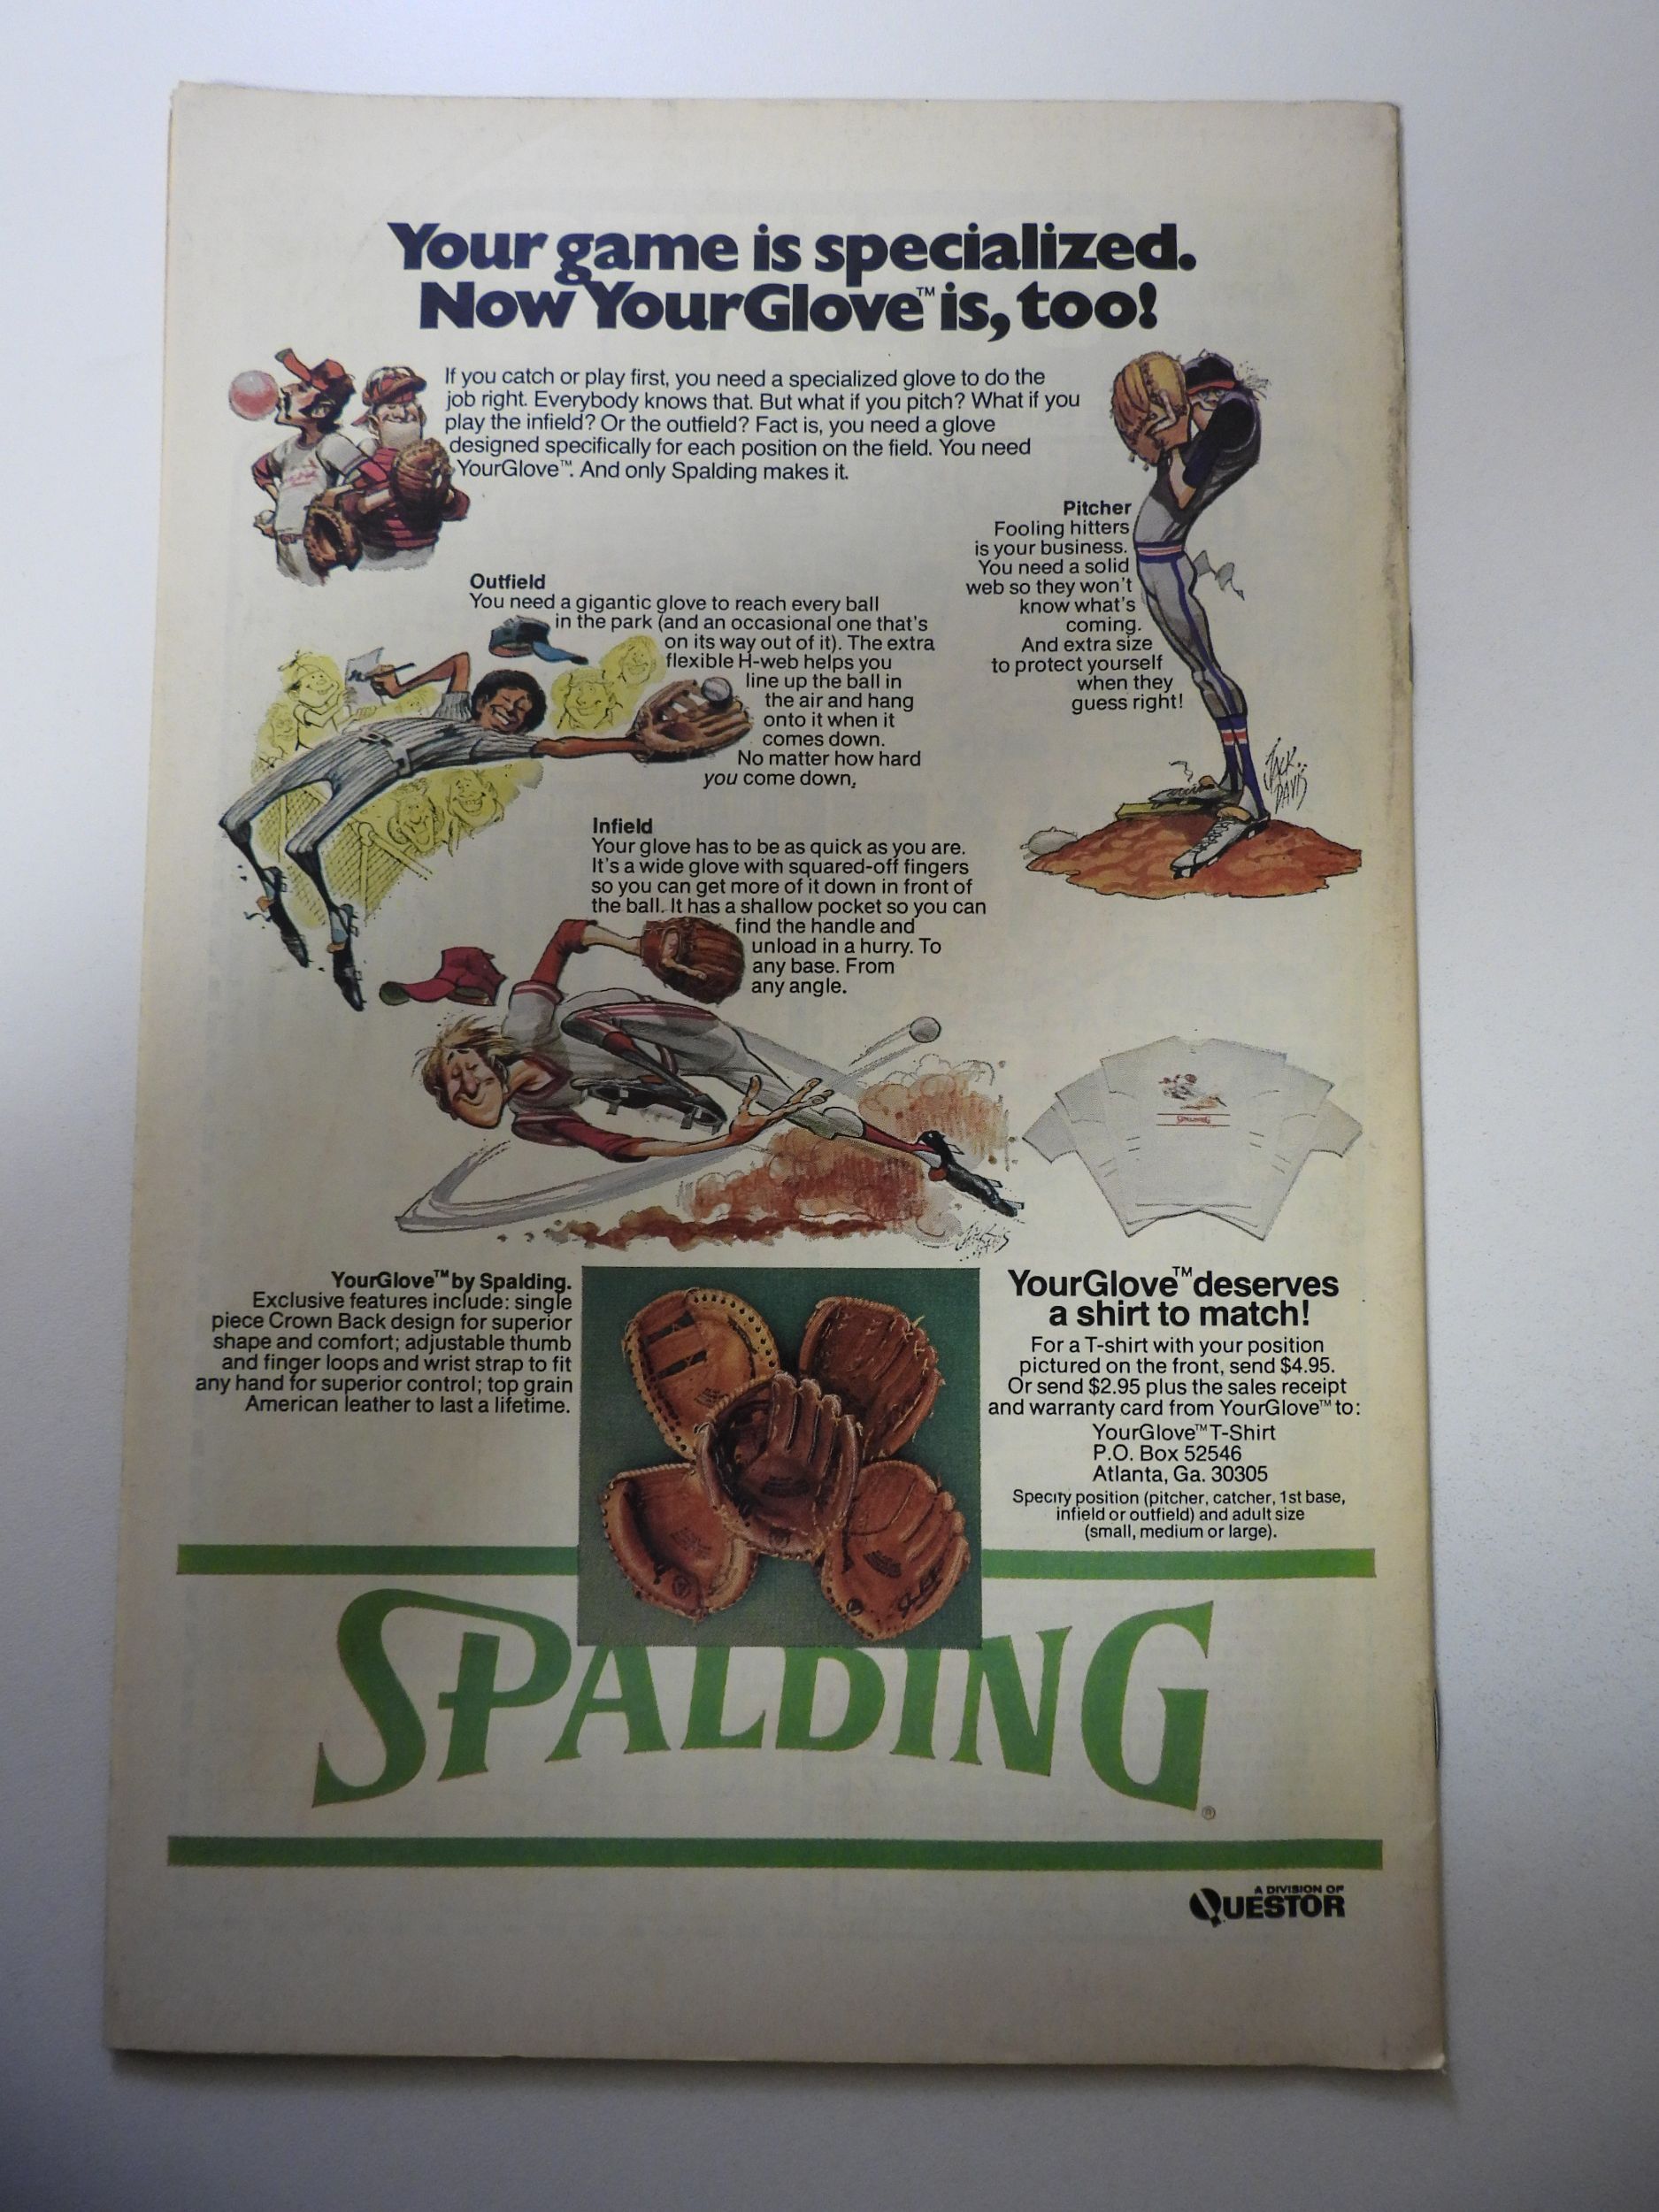 Your game is specialized.
Now YourGlove™ is, too!
If you catch or play first, you need a specialized glove to do the
job right. Everybody knows that. But what if you pitch? What if you
play the infield? Or the outfield? Fact is, you need a glove
designed specifically for each position on the field. You need
YourGlove™. And only Spalding makes it.
Pitcher
Fooling hitters
is your business.
You need a solid
web so they won't
know what's
coming.
And extra size
to protect yourself
when they
guess right!
JACK
DAVIS
Outfield
You need a gigantic glove to reach every ball
in the park (and an occasional one that's
on its way out of it). The extra
flexible H-web helps you
line up the ball in
the air and hang
onto it when it
comes down.
No matter how hard
you come down.
Infield
Your glove has to be as quick as you are.
It's a wide glove with squared-off fingers
so you can get more of it down in front of
the ball. It has a shallow pocket so you can
find the handle and
unload in a hurry. To
any base. From
any angle.
SPALDING
YourGlove™ by Spalding.
Exclusive features include: single
piece Crown Back design for superior
shape and comfort; adjustable thumb
and finger loops and wrist strap to fit
any hand for superior control; top grain
American leather to last a lifetime.
YourGlove™ deserves
a shirt to match!
For a T-shirt with your position
pictured on the front, send $4.95.
Or send $2.95 plus the sales receipt
and warranty card from YourGlove™ to:
YourGlove™ T-Shirt
P.O. Box 52546
Atlanta, Ga. 30305
Specify position (pitcher, catcher, 1st base,
infield or outfield) and adult size
(small, medium or large).
SPALDING®
A DIVISION OF
QUESTOR